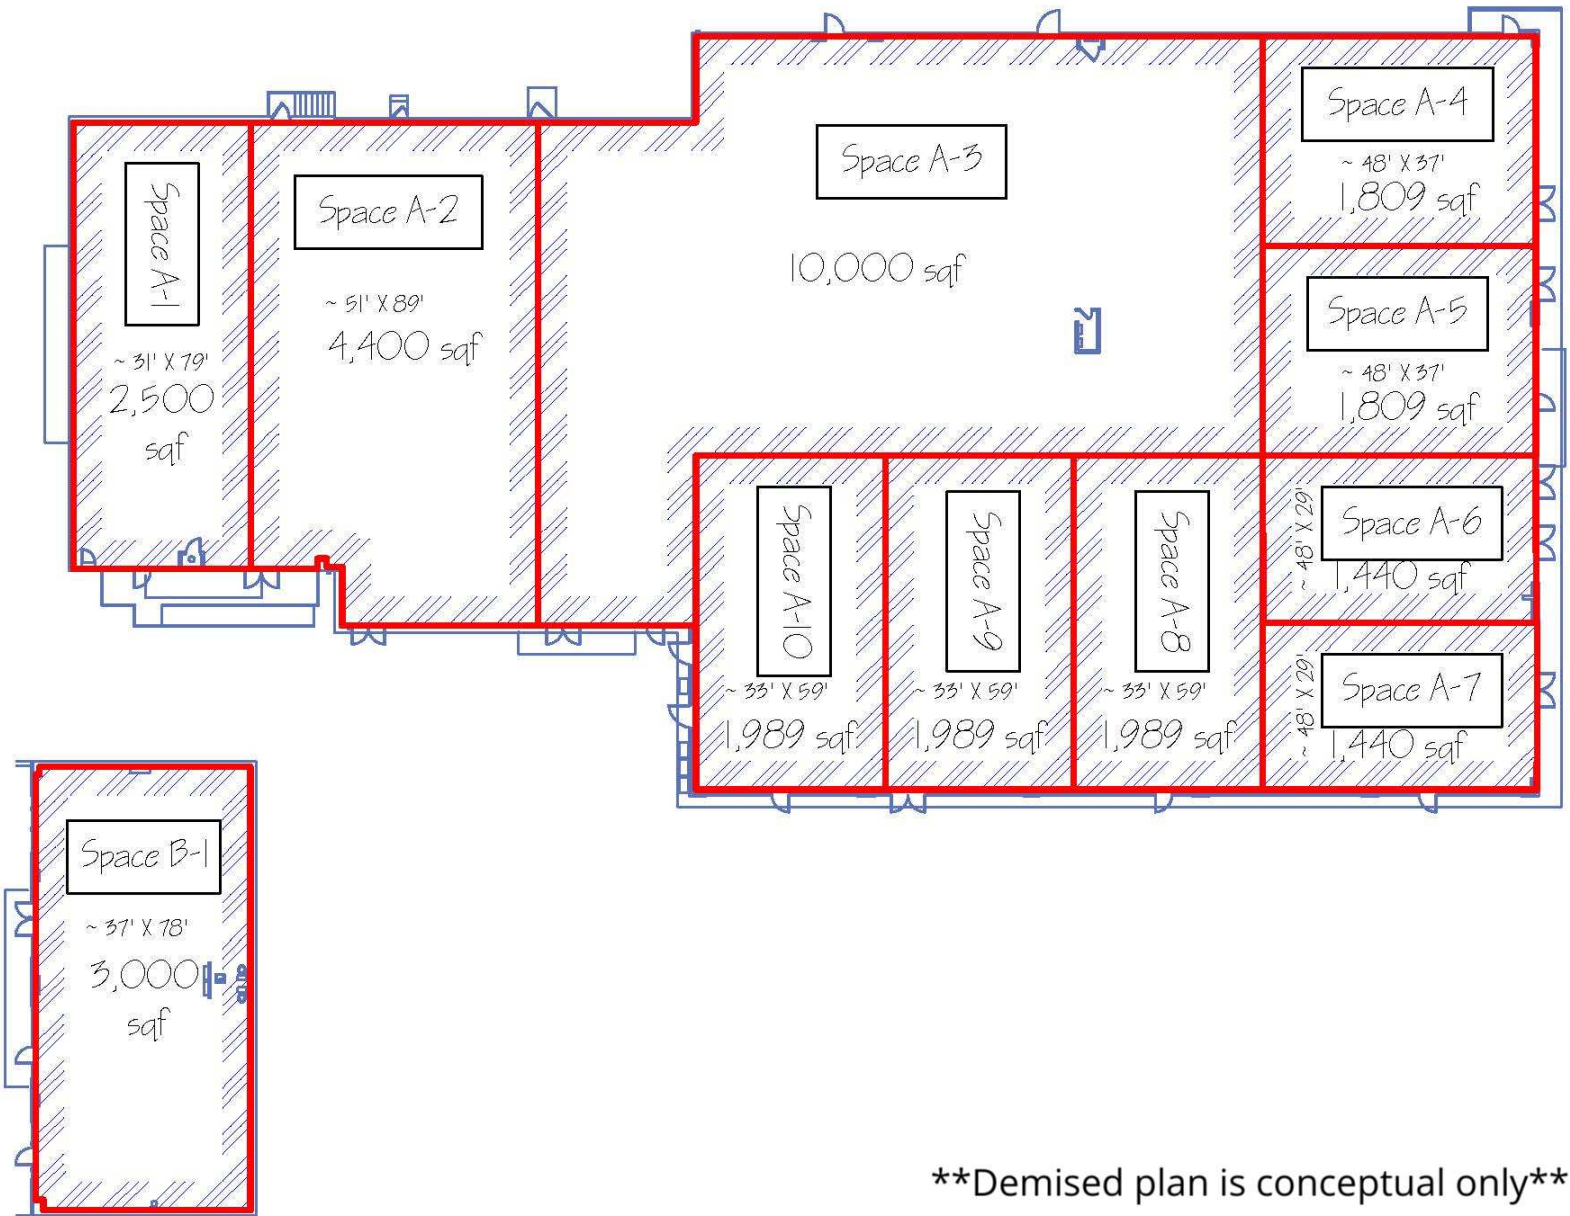 Space A-1
~ 31' X 79'
2,500
sqf
Space A-2
~ 51' X 89'
4,400 sqf
Space A-3
10,000 sqf
Space A-4
~ 48' X 37'
1,809 sqf
Space A-5
~ 48' X 37'
1,809 sqf
Space A-6
~ 48' X 29'
1,440 sqf
Space A-7
~ 48' X 29'
1,440 sqf
Space A-8
~ 33' X 59'
1,989 sqf
Space A-9
~ 33' X 59'
1,989 sqf
Space A-10
~ 33' X 59'
1,989 sqf
Space B-1
~ 37' X 78'
3,000
sqf
**Demised plan is conceptual only**